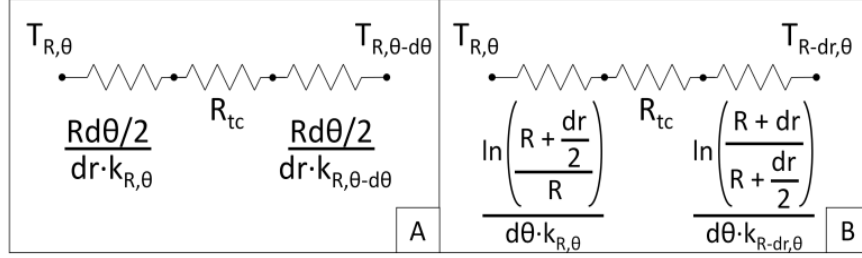 T_{R,θ} T_{R,θ-dθ}
R_{tc}
Rdθ/2 Rdθ/2
dr·k_{R,θ} dr·k_{R,θ-dθ}
A
T_{R,θ} T_{R-dr,θ}
R_{tc}
ln((R + dr/2)/R) ln((R + dr)/(R + dr/2))
dθ·k_{R,θ} dθ·k_{R-dr,θ}
B